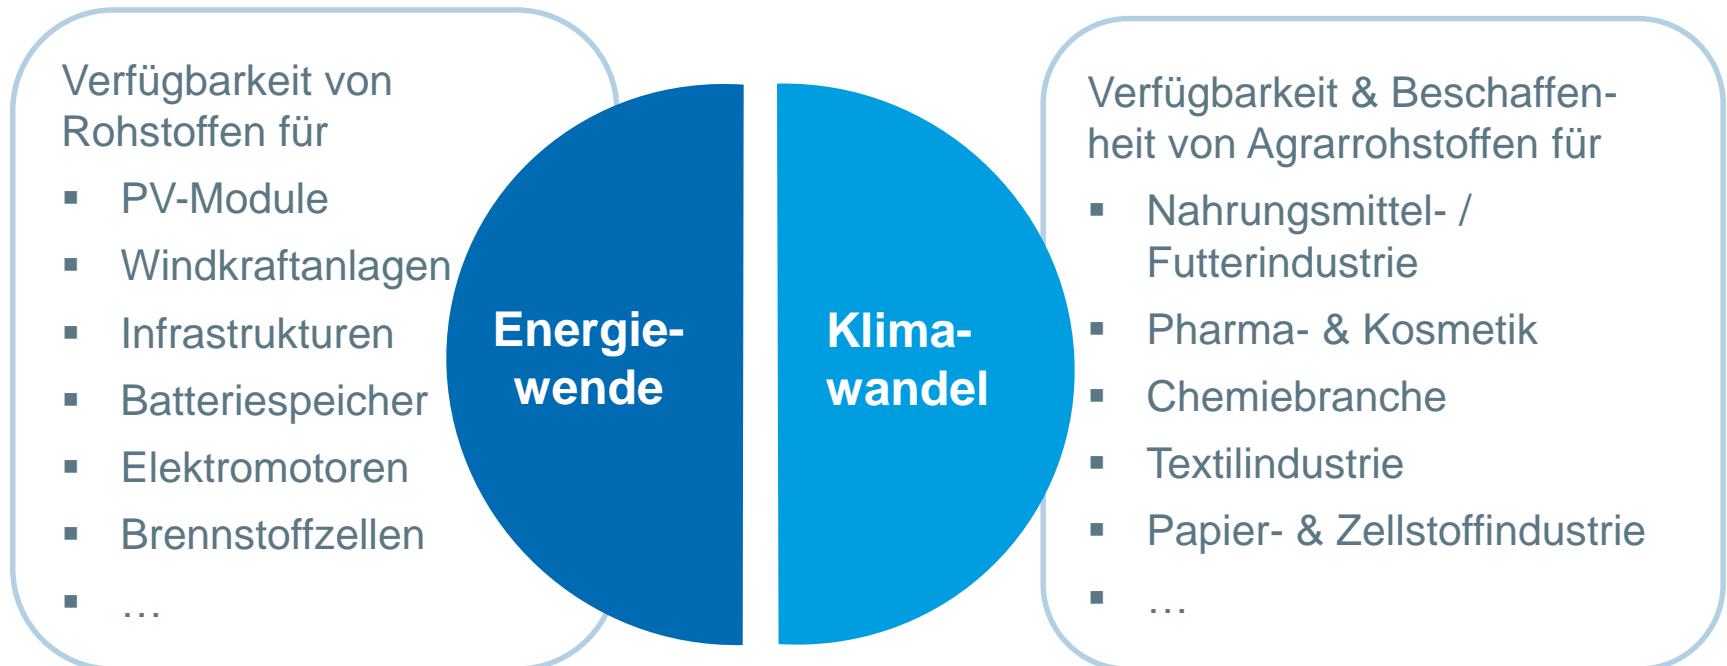 Verfügbarkeit von
Rohstoffen für
▪ PV-Module
▪ Windkraftanlagen
▪ Infrastrukturen
▪ Batteriespeicher
▪ Elektromotoren
▪ Brennstoffzellen
▪ …
Energie-
wende
Klima-
wandel
Verfügbarkeit & Beschaffen-
heit von Agrarrohstoffen für
▪ Nahrungsmittel- /
Futterindustrie
▪ Pharma- & Kosmetik
▪ Chemiebranche
▪ Textilindustrie
▪ Papier- & Zellstoffindustrie
▪ …